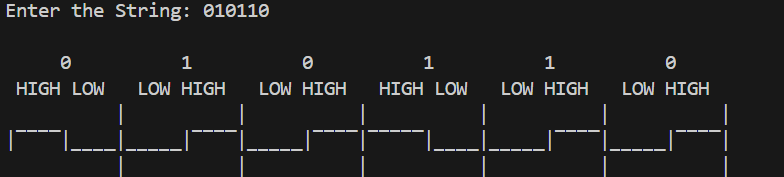 Enter the String: 010110
0 1 0 1 1 0
HIGH LOW LOW HIGH LOW HIGH HIGH LOW LOW HIGH LOW HIGH